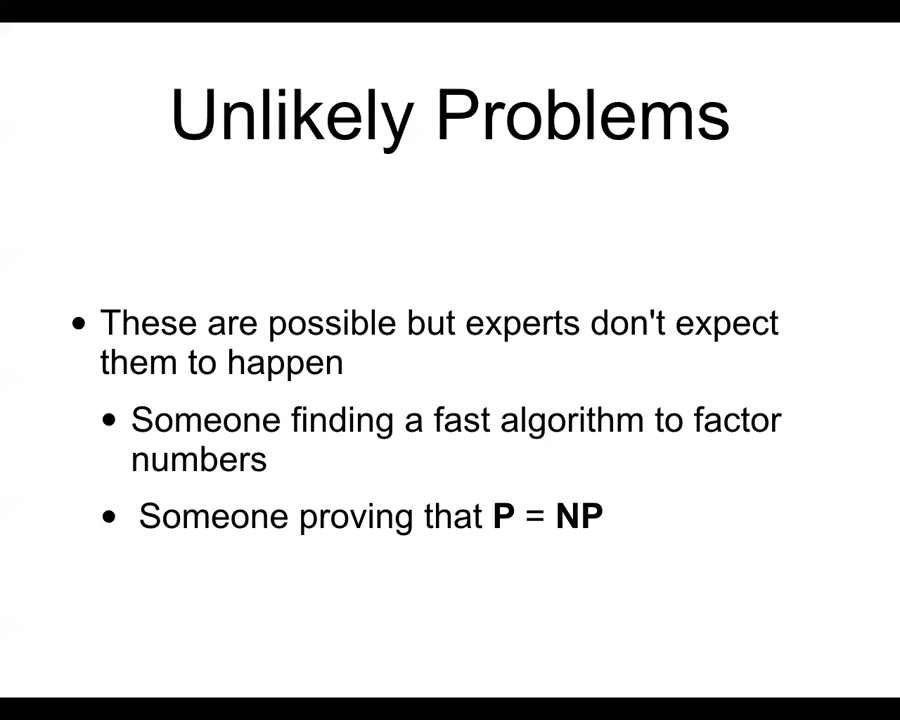 Unlikely Problems
• These are possible but experts don't expect
them to happen
• Someone finding a fast algorithm to factor
numbers
• Someone proving that P = NP